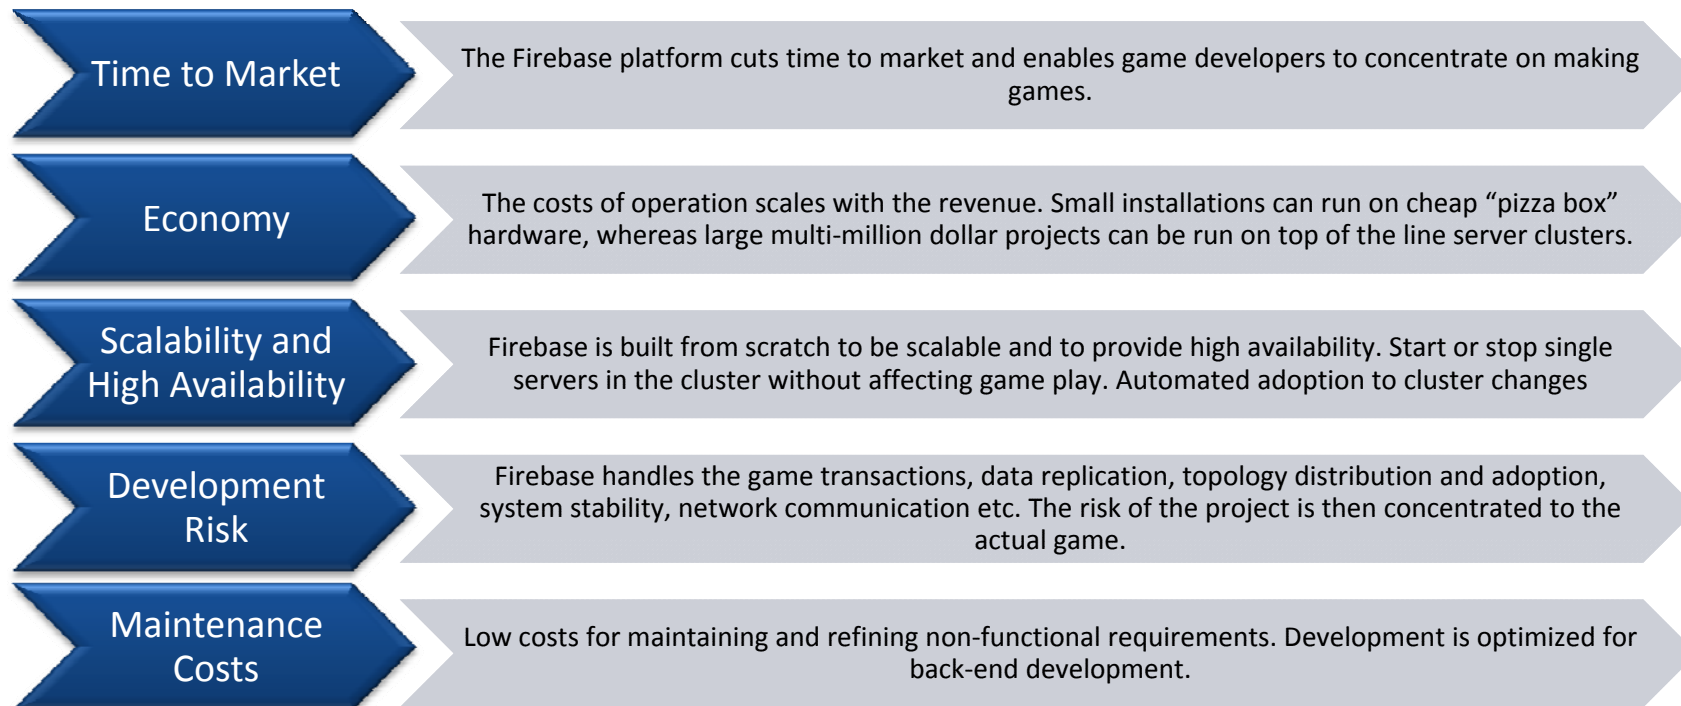 Time to Market
The Firebase platform cuts time to market and enables game developers to concentrate on making
games.
Economy
The costs of operation scales with the revenue. Small installations can run on cheap “pizza box”
hardware, whereas large multi-million dollar projects can be run on top of the line server clusters.
Scalability and
High Availability
Firebase is built from scratch to be scalable and to provide high availability. Start or stop single
servers in the cluster without affecting game play. Automated adoption to cluster changes
Development
Risk
Firebase handles the game transactions, data replication, topology distribution and adoption,
system stability, network communication etc. The risk of the project is then concentrated to the
actual game.
Maintenance
Costs
Low costs for maintaining and refining non-functional requirements. Development is optimized for
back-end development.